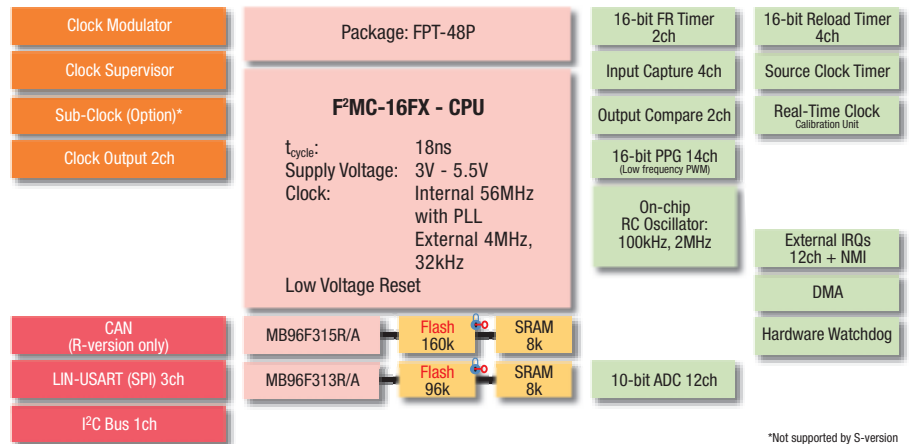 Clock Modulator
Clock Supervisor
Sub-Clock (Option)*
Clock Output 2ch
Package: FPT-48P
F²MC-16FX - CPU
t_cycle: 18ns
Supply Voltage: 3V - 5.5V
Clock: Internal 56MHz
with PLL
External 4MHz,
32kHz
Low Voltage Reset
16-bit FR Timer
2ch
Input Capture 4ch
Output Compare 2ch
16-bit PPG 14ch
(Low frequency PWM)
On-chip
RC Oscillator:
100kHz, 2MHz
16-bit Reload Timer
4ch
Source Clock Timer
Real-Time Clock
Calibration Unit
External IRQs
12ch + NMI
DMA
Hardware Watchdog
CAN
(R-version only)
LIN-USART (SPI) 3ch
I²C Bus 1ch
MB96F315R/A
Flash
160k
SRAM
8k
MB96F313R/A
Flash
96k
SRAM
8k
10-bit ADC 12ch
*Not supported by S-version